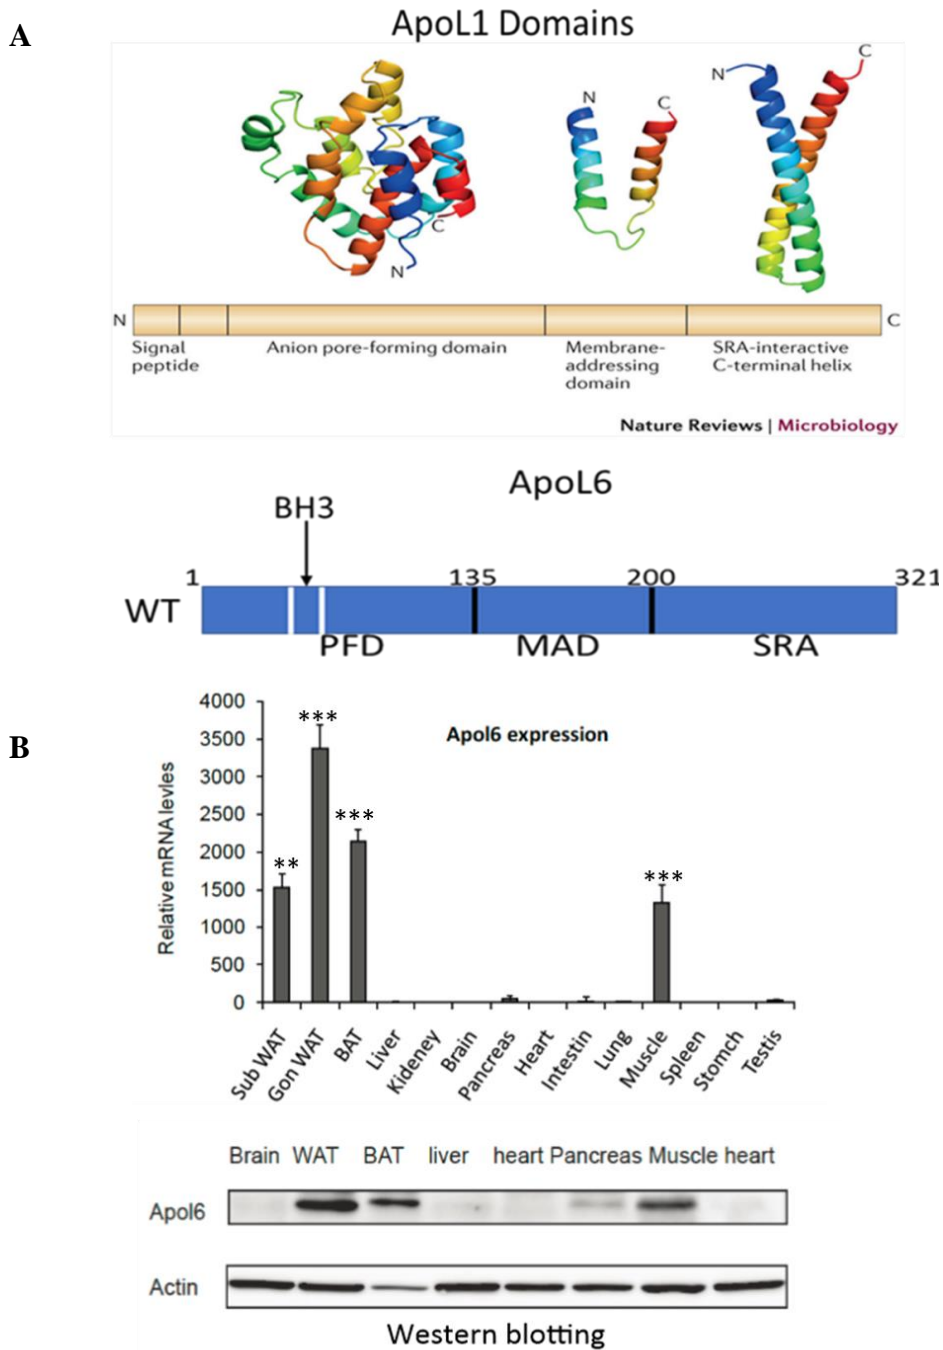 A
ApoL1 Domains
N
C
N
C
N
C
N
C
Signal
peptide
Anion pore-forming domain
Membrane-
addressing
domain
SRA-interactive
C-terminal helix
Nature Reviews | Microbiology
ApoL6
BH3
1
135
200
321
WT
PFD
MAD
SRA
B
Apol6 expression
Relative mRNA levles
4000
3500
3000
2500
2000
1500
1000
500
0
**
***
***
***
Sub WAT
Gon WAT
BAT
Liver
Kideney
Brain
Pancreas
Heart
Intestin
Lung
Muscle
Spleen
Stomch
Testis
Brain WAT BAT liver heart Pancreas Muscle heart
Apol6
Actin
Western blotting